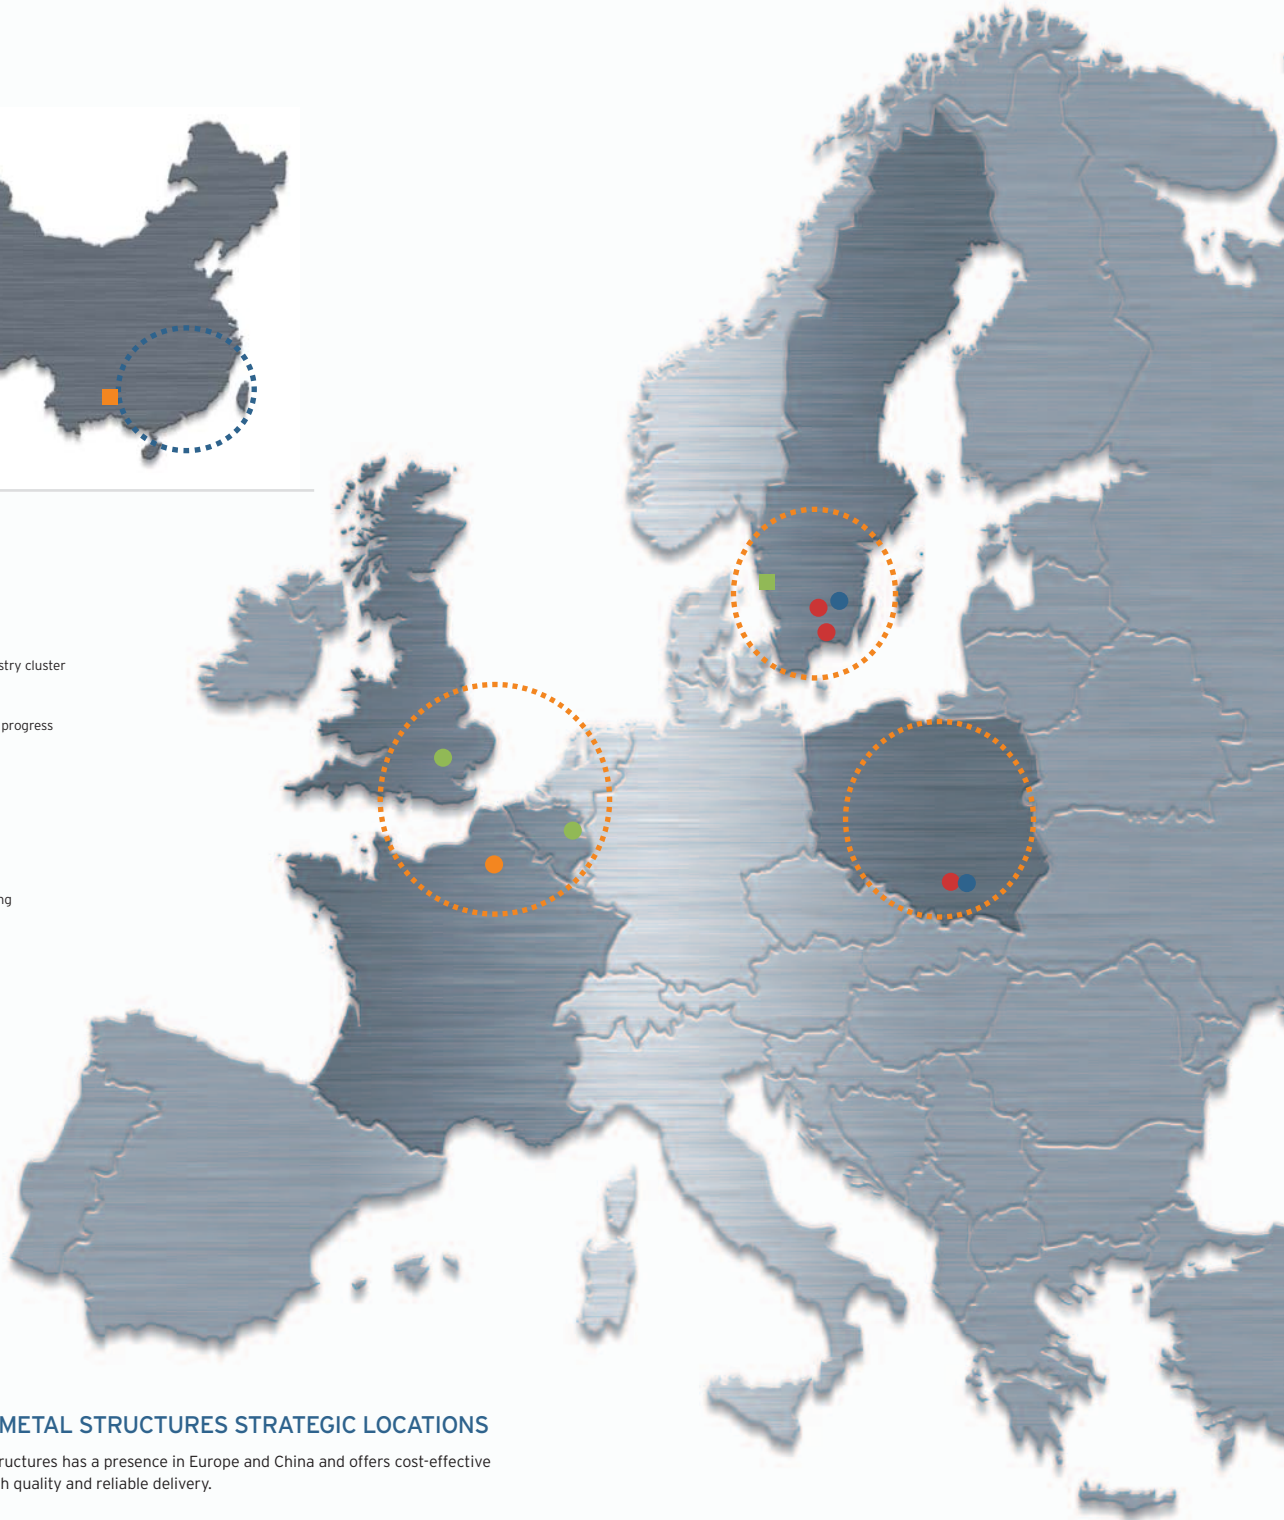 stry cluster
progress
ng
METAL STRUCTURES STRATEGIC LOCATIONS
ructures has a presence in Europe and China and offers cost-effective
h quality and reliable delivery.